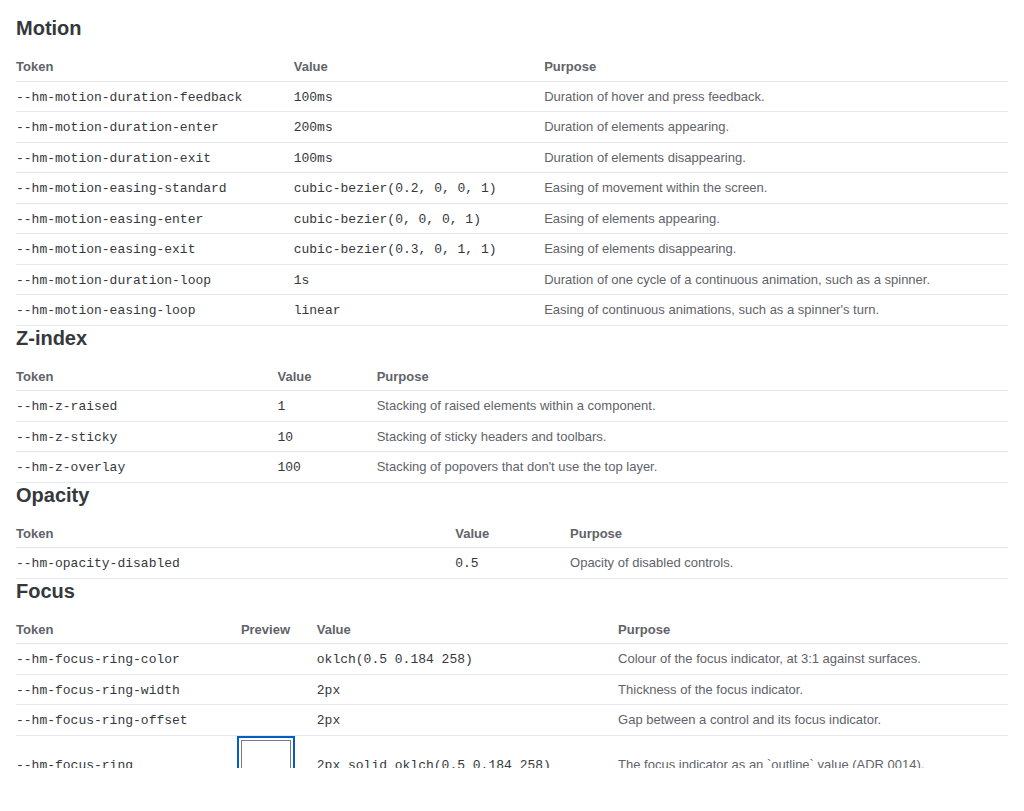 Motion
Token Value Purpose
--hm-motion-duration-feedback 100ms Duration of hover and press feedback.
--hm-motion-duration-enter 200ms Duration of elements appearing.
--hm-motion-duration-exit 100ms Duration of elements disappearing.
--hm-motion-easing-standard cubic-bezier(0.2, 0, 0, 1) Easing of movement within the screen.
--hm-motion-easing-enter cubic-bezier(0, 0, 0, 1) Easing of elements appearing.
--hm-motion-easing-exit cubic-bezier(0.3, 0, 1, 1) Easing of elements disappearing.
--hm-motion-duration-loop 1s Duration of one cycle of a continuous animation, such as a spinner.
--hm-motion-easing-loop linear Easing of continuous animations, such as a spinner's turn.
Z-index
Token Value Purpose
--hm-z-raised 1 Stacking of raised elements within a component.
--hm-z-sticky 10 Stacking of sticky headers and toolbars.
--hm-z-overlay 100 Stacking of popovers that don't use the top layer.
Opacity
Token Value Purpose
--hm-opacity-disabled 0.5 Opacity of disabled controls.
Focus
Token Preview Value Purpose
--hm-focus-ring-color oklch(0.5 0.184 258) Colour of the focus indicator, at 3:1 against surfaces.
--hm-focus-ring-width 2px Thickness of the focus indicator.
--hm-focus-ring-offset 2px Gap between a control and its focus indicator.
--hm-focus-ring 2px solid oklch(0.5 0.184 258) The focus indicator as an `outline` value (ADR 0014).